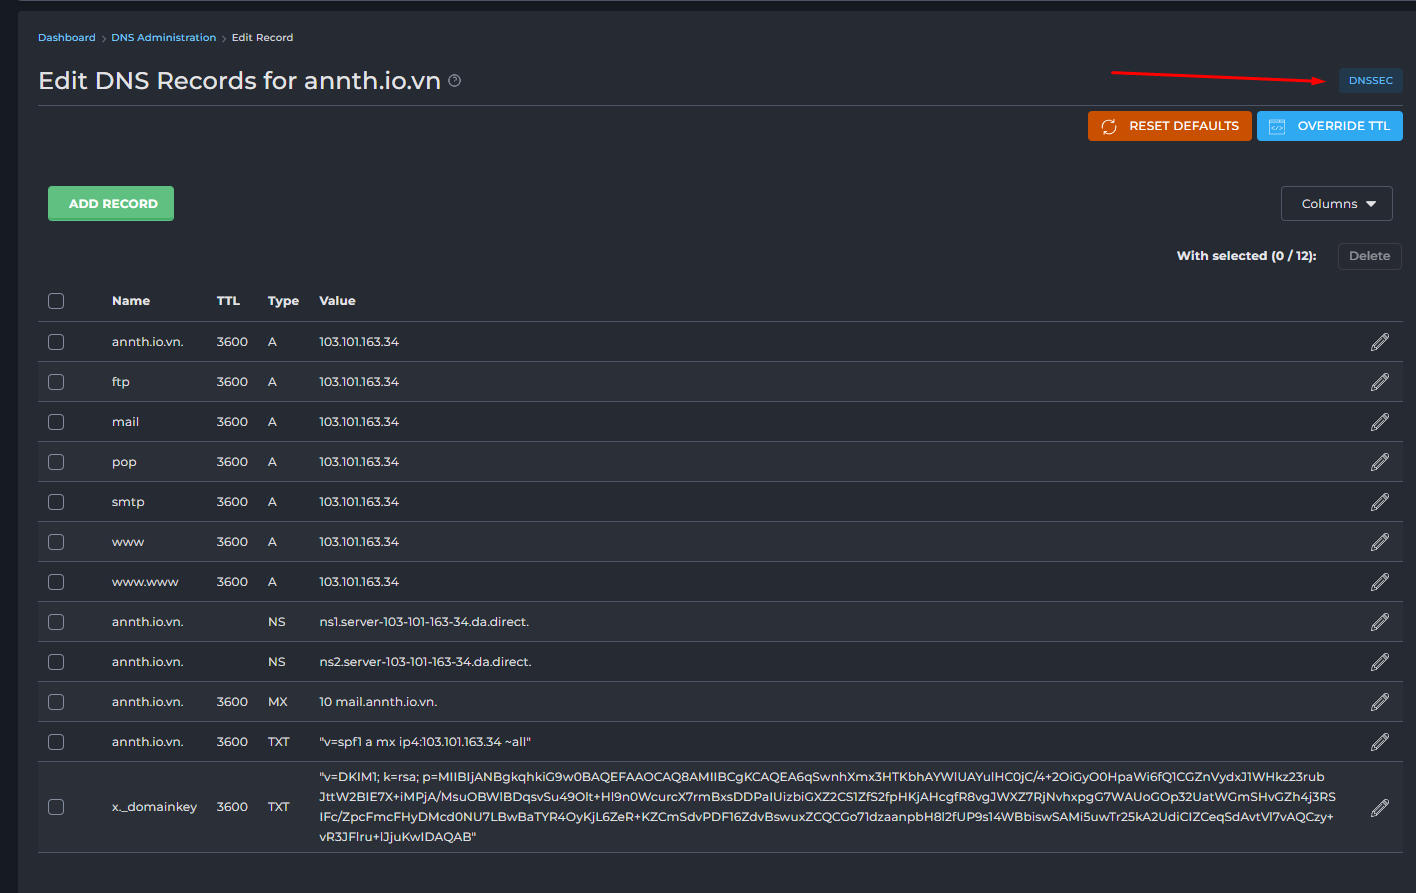 Dashboard > DNS Administration > Edit Record
Edit DNS Records for annth.io.vn
DNSSEC
RESET DEFAULTS
OVERRIDE TTL
ADD RECORD
Columns
With selected (0 / 12): Delete
Name TTL Type Value
annth.io.vn. 3600 A 103.101.163.34
ftp 3600 A 103.101.163.34
mail 3600 A 103.101.163.34
pop 3600 A 103.101.163.34
smtp 3600 A 103.101.163.34
www 3600 A 103.101.163.34
www.www 3600 A 103.101.163.34
annth.io.vn. NS ns1.server-103-101-163-34.da.direct.
annth.io.vn. NS ns2.server-103-101-163-34.da.direct.
annth.io.vn. 3600 MX 10 mail.annth.io.vn.
annth.io.vn. 3600 TXT "v=spf1 a mx ip4:103.101.163.34 ~all"
x._domainkey 3600 TXT
"v=DKIM1; k=rsa; p=MIIBIjANBgkqhkiG9w0BAQEFAAOCAQ8AMIIBCgKCAQEA6qSwnhXmx3HTKbhAYWlUAYulHC0jC/4+2OiGyO0HpaWi6fQ1CGZnVydxJ1WHkz23rub
JttW2BIE7X+iMPjA/MsuOBWlBDqsvSu49Olt+Hl9n0WcurcX7rmBxsDDPaIUizbiGXZ2CS1ZfS2fpHKjAHcgfR8vgJWXZ7RjNvhxpgG7WAUoGOp32UatWGmSHvGZh4j3RS
IFc/ZpcFmcFHyDMcd0NU7LBwBaTYR4OyKjL6ZeR+KZCmSdvPDF16ZdvBswuxZCQCGo71dzaanpbH8l2fUP9s14WBbiswSAMi5uwTr25kA2UdiCIZCeqSdAvtVl7vAQCzy+
vR3JFlru+lJjuKwIDAQAB"